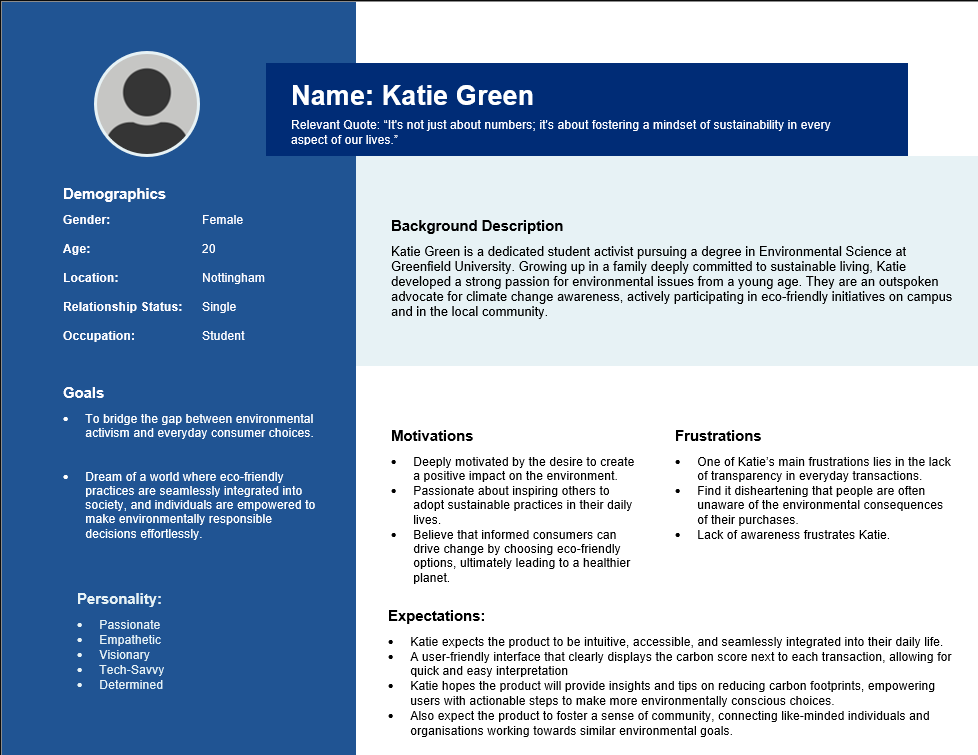 Name: Katie Green
Relevant Quote: “It's not just about numbers; it's about fostering a mindset of sustainability in every
aspect of our lives.”
Demographics
Gender: Female
Age: 20
Location: Nottingham
Relationship Status: Single
Occupation: Student
Goals
• To bridge the gap between environmental
activism and everyday consumer choices.
• Dream of a world where eco-friendly
practices are seamlessly integrated into
society, and individuals are empowered to
make environmentally responsible
decisions effortlessly.
Personality:
• Passionate
• Empathetic
• Visionary
• Tech-Savvy
• Determined
Background Description
Katie Green is a dedicated student activist pursuing a degree in Environmental Science at
Greenfield University. Growing up in a family deeply committed to sustainable living, Katie
developed a strong passion for environmental issues from a young age. They are an outspoken
advocate for climate change awareness, actively participating in eco-friendly initiatives on campus
and in the local community.
Motivations
• Deeply motivated by the desire to create
a positive impact on the environment.
• Passionate about inspiring others to
adopt sustainable practices in their daily
lives.
• Believe that informed consumers can
drive change by choosing eco-friendly
options, ultimately leading to a healthier
planet.
Frustrations
• One of Katie’s main frustrations lies in the lack
of transparency in everyday transactions.
• Find it disheartening that people are often
unaware of the environmental consequences
of their purchases.
• Lack of awareness frustrates Katie.
Expectations:
• Katie expects the product to be intuitive, accessible, and seamlessly integrated into their daily life.
• A user-friendly interface that clearly displays the carbon score next to each transaction, allowing for
quick and easy interpretation
• Katie hopes the product will provide insights and tips on reducing carbon footprints, empowering
users with actionable steps to make more environmentally conscious choices.
• Also expect the product to foster a sense of community, connecting like-minded individuals and
organisations working towards similar environmental goals.